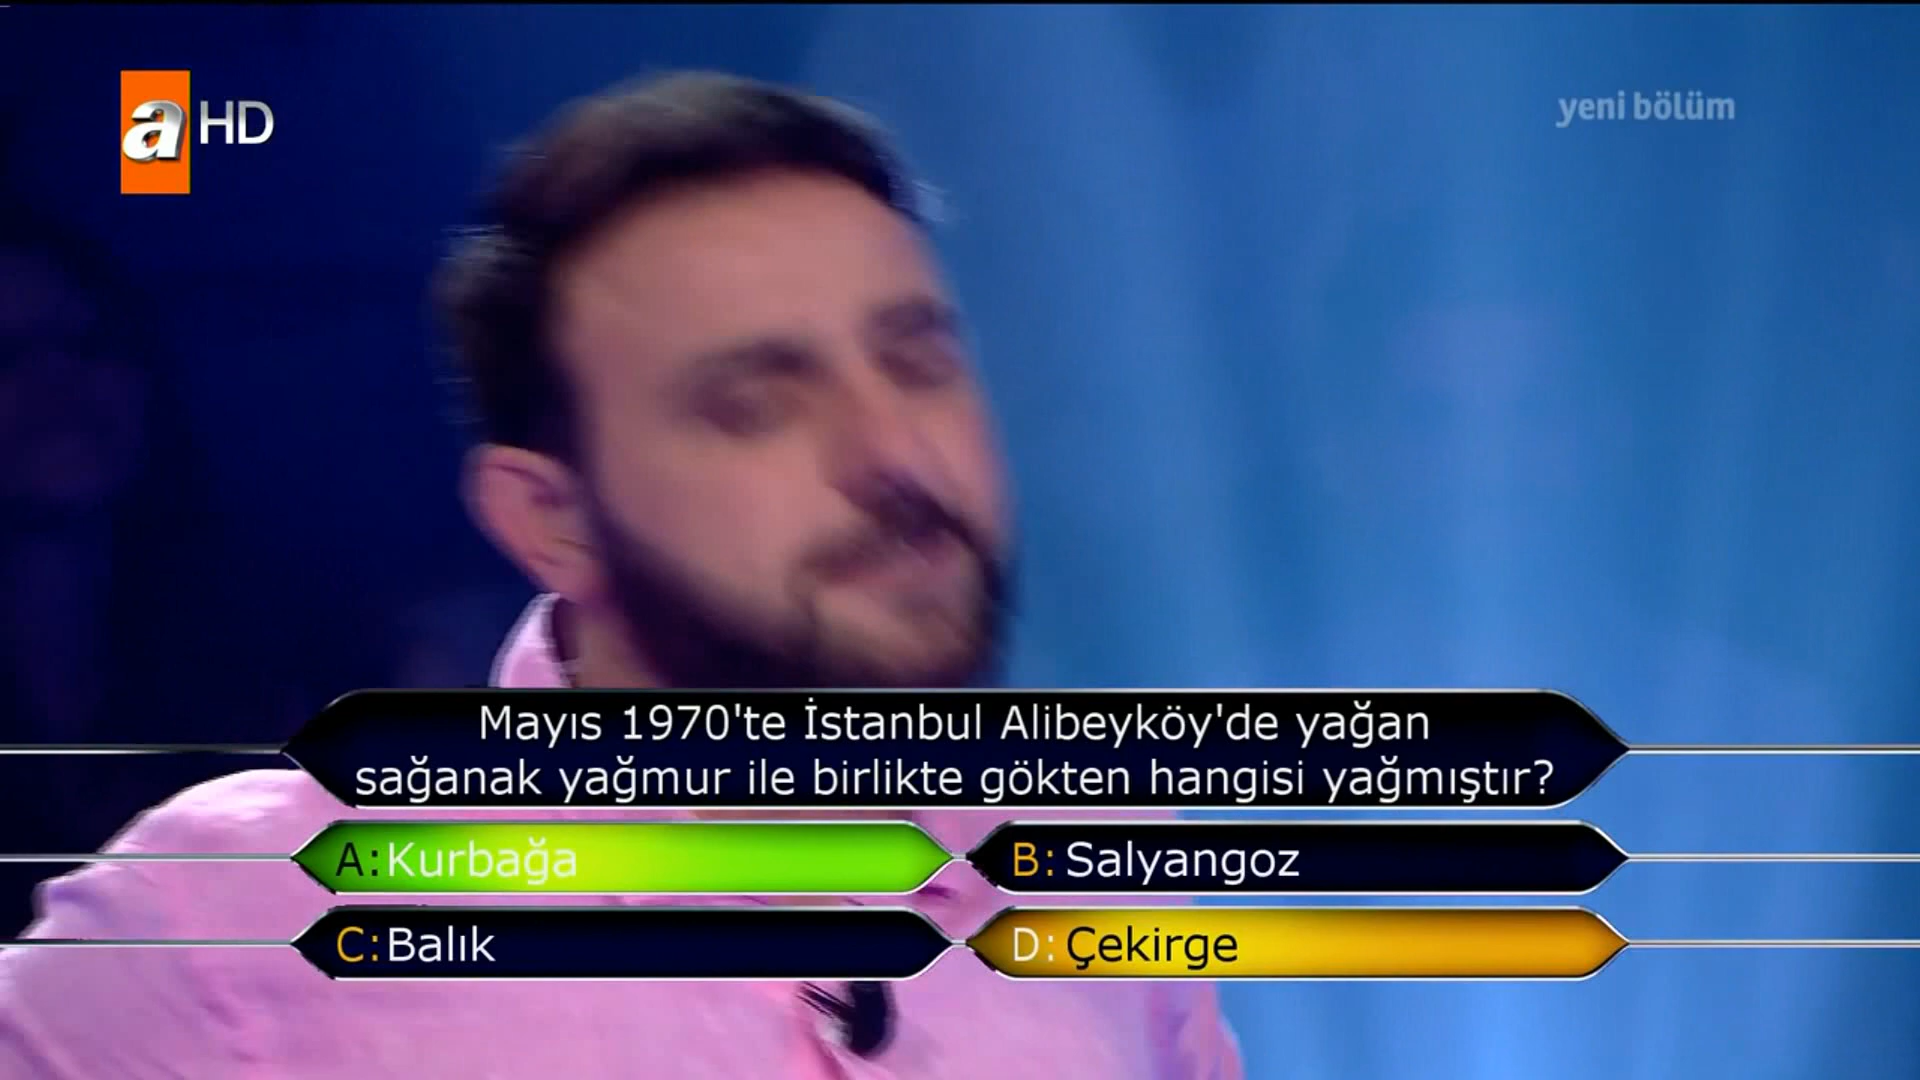 a HD
yeni bölüm
Mayıs 1970'te İstanbul Alibeyköy'de yağan
sağanak yağmur ile birlikte gökten hangisi yağmıştır?
A: Kurbağa
B: Salyangoz
C: Balık
D: Çekirge